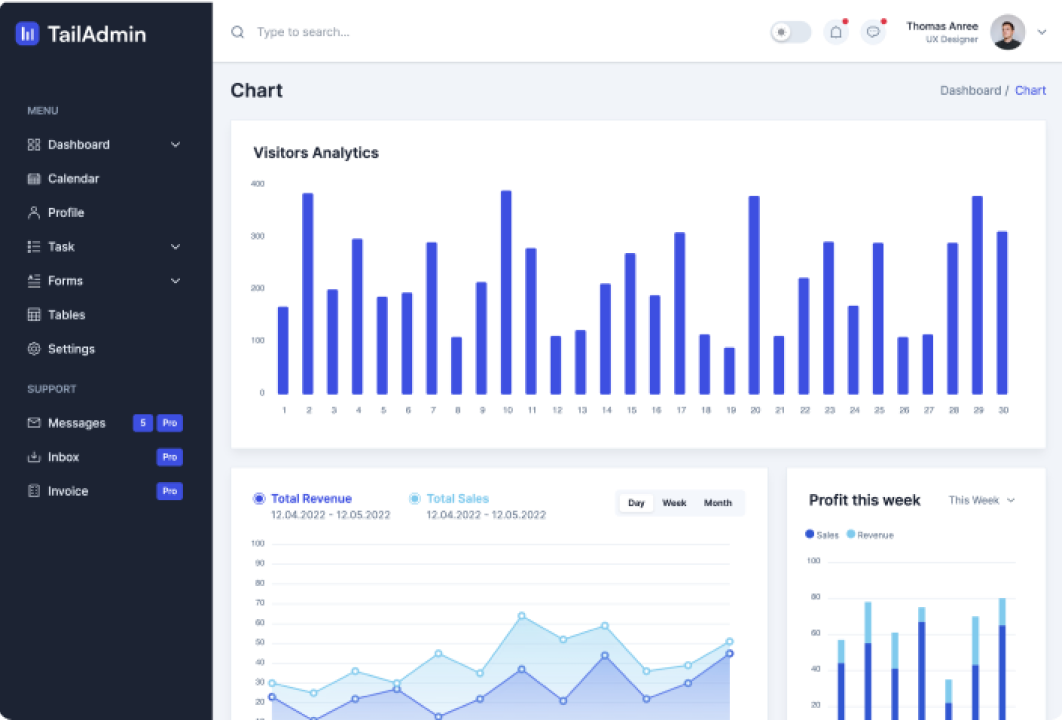 TailAdmin
Type to search...
Thomas Anree
UX Designer
MENU
Dashboard
Calendar
Profile
Task
Forms
Tables
Settings
SUPPORT
Messages 5 Pro
Inbox Pro
Invoice Pro
Chart
Dashboard / Chart
Visitors Analytics
400
300
200
100
0
1 2 3 4 5 6 7 8 9 10 11 12 13 14 15 16 17 18 19 20 21 22 23 24 25 26 27 28 29 30
Total Revenue
12.04.2022 - 12.05.2022
Total Sales
12.04.2022 - 12.05.2022
Day Week Month
100
90
80
70
60
50
40
30
20
10
Profit this week This Week
Sales Revenue
100
80
60
40
20